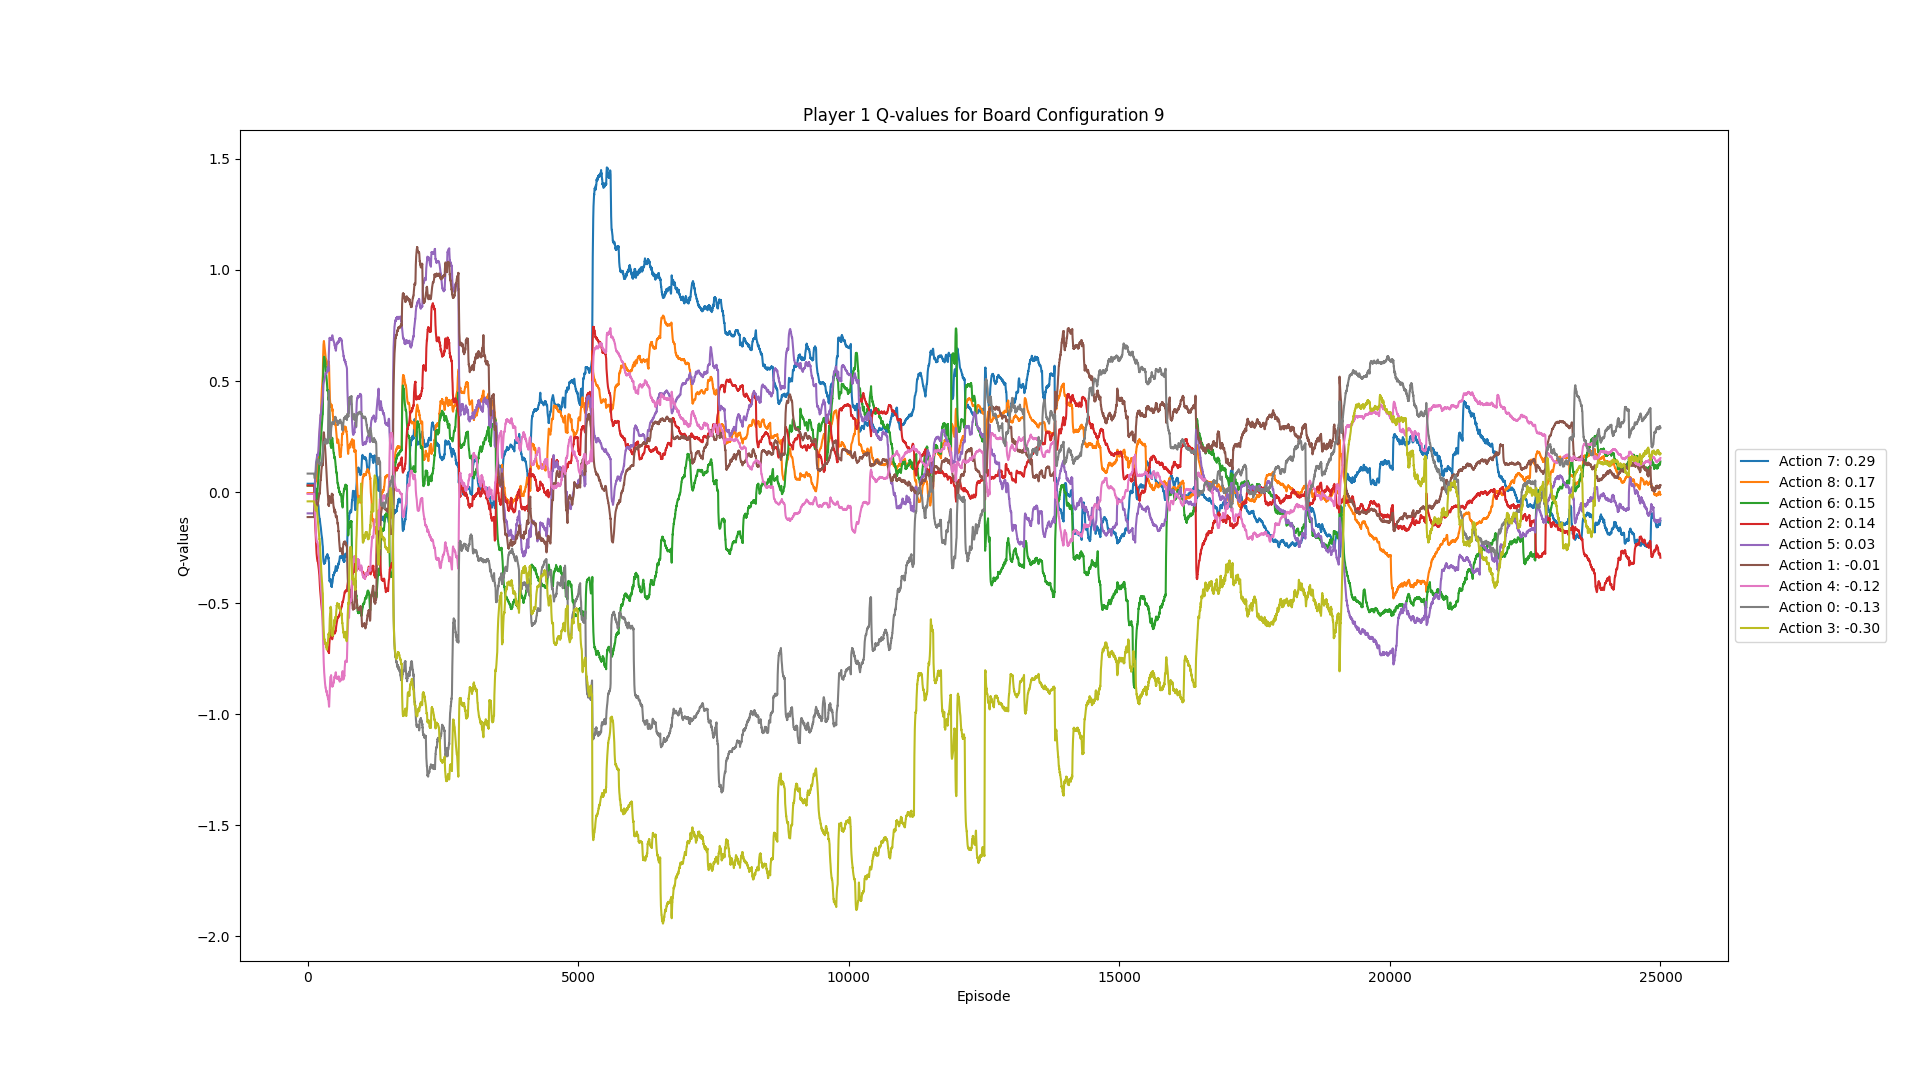 Player 1 Q-values for Board Configuration 9
1.5
1.0
0.5
0.0
−0.5
−1.0
−1.5
−2.0
Q-values
0 5000 10000 15000 20000 25000
Episode
Action 7: 0.29
Action 8: 0.17
Action 6: 0.15
Action 2: 0.14
Action 5: 0.03
Action 1: -0.01
Action 4: -0.12
Action 0: -0.13
Action 3: -0.30